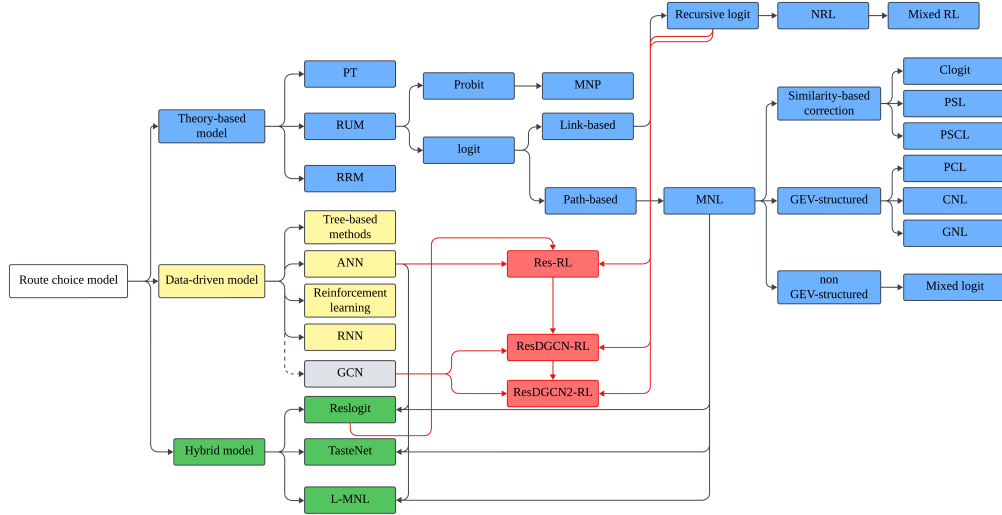 Recursive logit
NRL
Mixed RL
PT
Probit
MNP
Clogit
Similarity-based
correction
PSL
Theory-based
model
RUM
Link-based
PSCL
logit
RRM
PCL
Path-based
MNL
GEV-structured
CNL
Tree-based
methods
GNL
ANN
Res-RL
Route choice model
Data-driven model
non
GEV-structured
Mixed logit
Reinforcement
learning
RNN
ResDGCN-RL
GCN
ResDGCN2-RL
Reslogit
Hybrid model
TasteNet
L-MNL